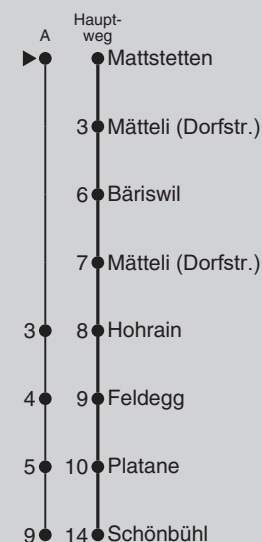 A Haupt-
weg
Mattstetten
3 Mätteli (Dorfstr.)
6 Bäriswil
7 Mätteli (Dorfstr.)
3 8 Hohrain
4 9 Feldegg
5 10 Platane
9 14 Schönbühl